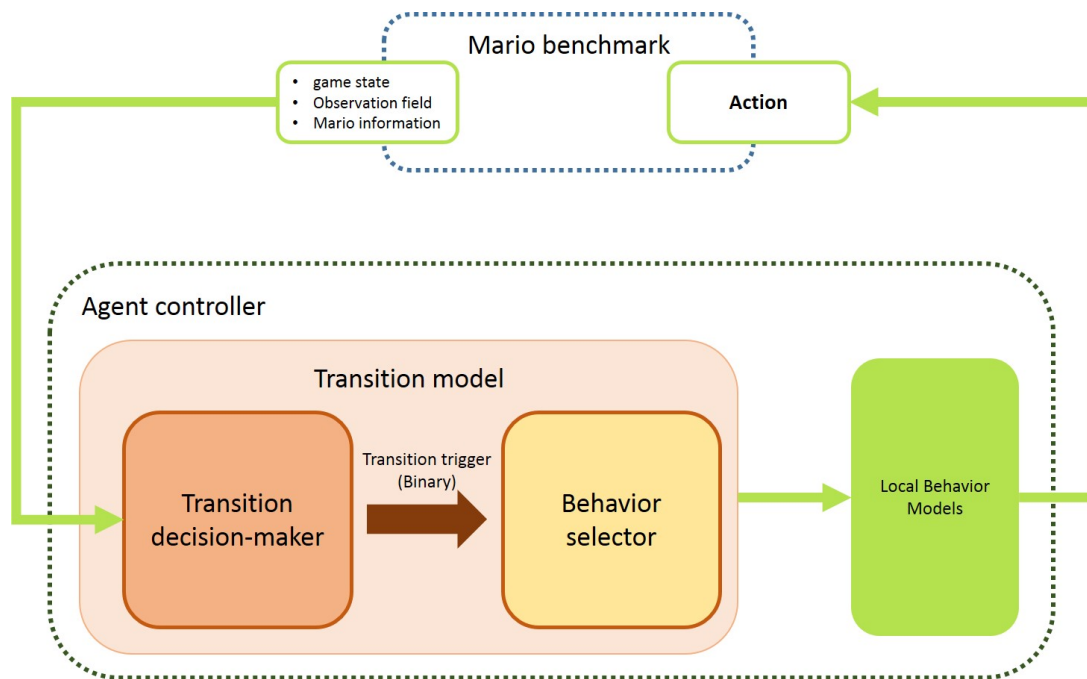 Mario benchmark
• game state
• Observation field
• Mario information
Action
Agent controller
Transition model
Transition
decision-maker
Transition trigger
(Binary)
Behavior
selector
Local Behavior
Models